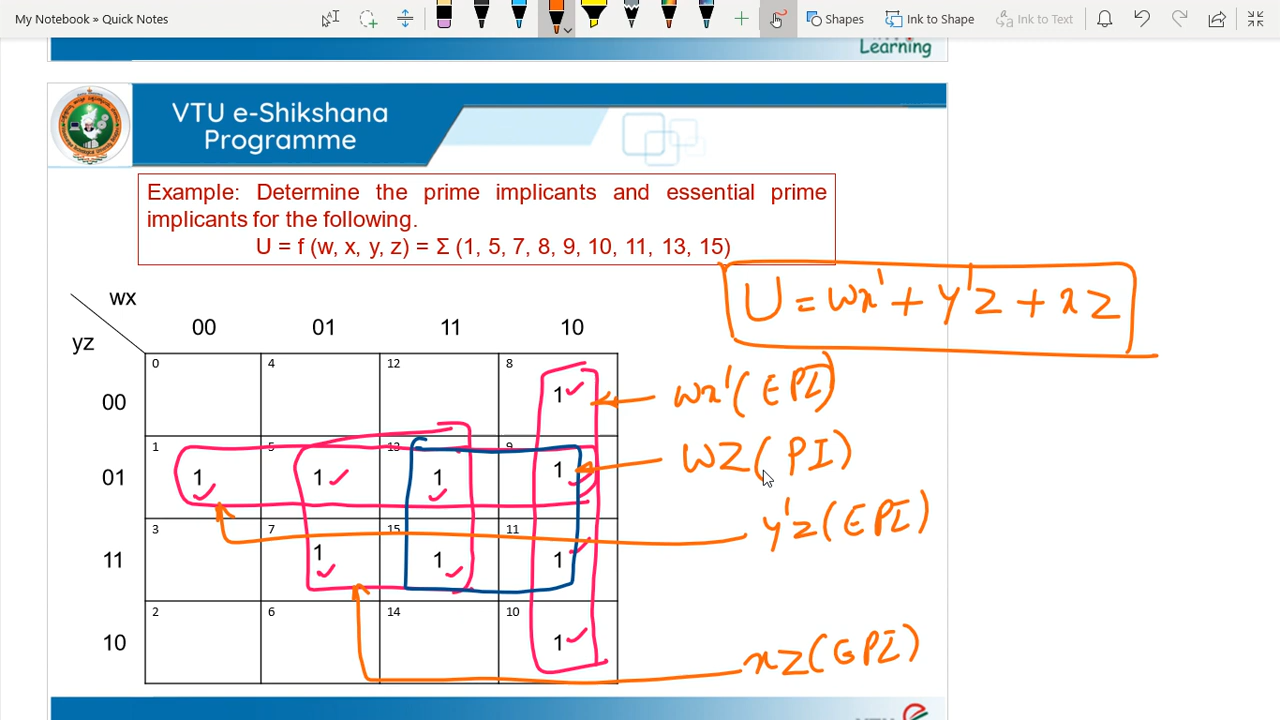 My Notebook » Quick Notes
Shapes
Ink to Shape
Ink to Text
Learning
VTU e-Shikshana
Programme
Example: Determine the prime implicants and essential prime
implicants for the following.
U = f (w, x, y, z) = Σ (1, 5, 7, 8, 9, 10, 11, 13, 15)
U = wx' + y'z + xz
wx
yz
00 01 11 10
0 4 12 8
00 1
wx' (EPI)
1 5 13 9
01 1 1 1 1
wz (PI)
y'z (EPI)
3 7 15 11
11 1 1 1
2 6 14 10
10 1
xz (EPI)
VTU e